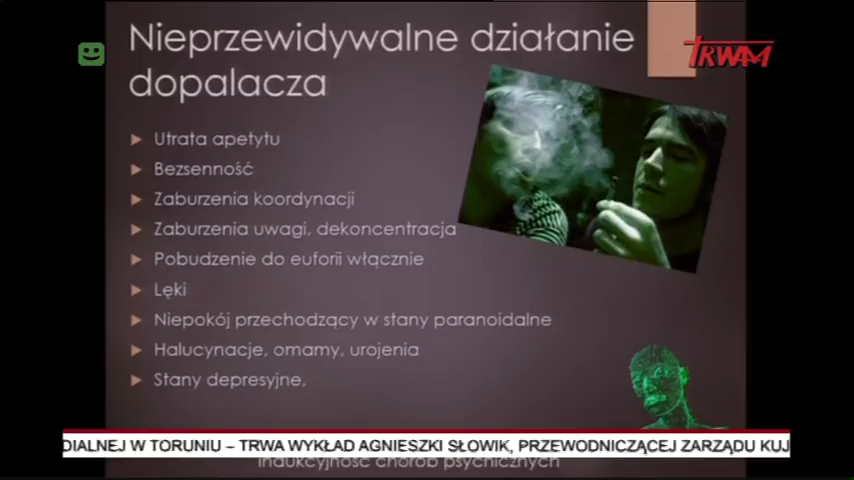 Nieprzewidywalne działanie
dopalacza
TRWAM
Utrata apetytu
Bezsenność
Zaburzenia koordynacji
Zaburzenia uwagi, dekoncentracja
Pobudzenie do euforii włącznie
Lęki
Niepokój przechodzący w stany paranoidalne
Halucynacje, omamy, urojenia
Stany depresyjne,
DIALNEJ W TORUNIU – TRWA WYKŁAD AGNIESZKI SŁOWIK, PRZEWODNICZĄCEJ ZARZĄDU KUJ
indukcyjność chorób psychicznych